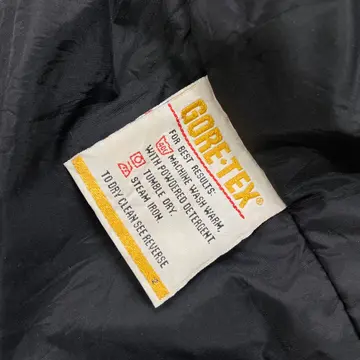 GORE-TEX®
FOR BEST RESULTS:
MACHINE WASH WARM,
WITH POWDERED DETERGENT.
TUMBLE DRY.
STEAM IRON
TO DRY CLEAN SEE REVERSE